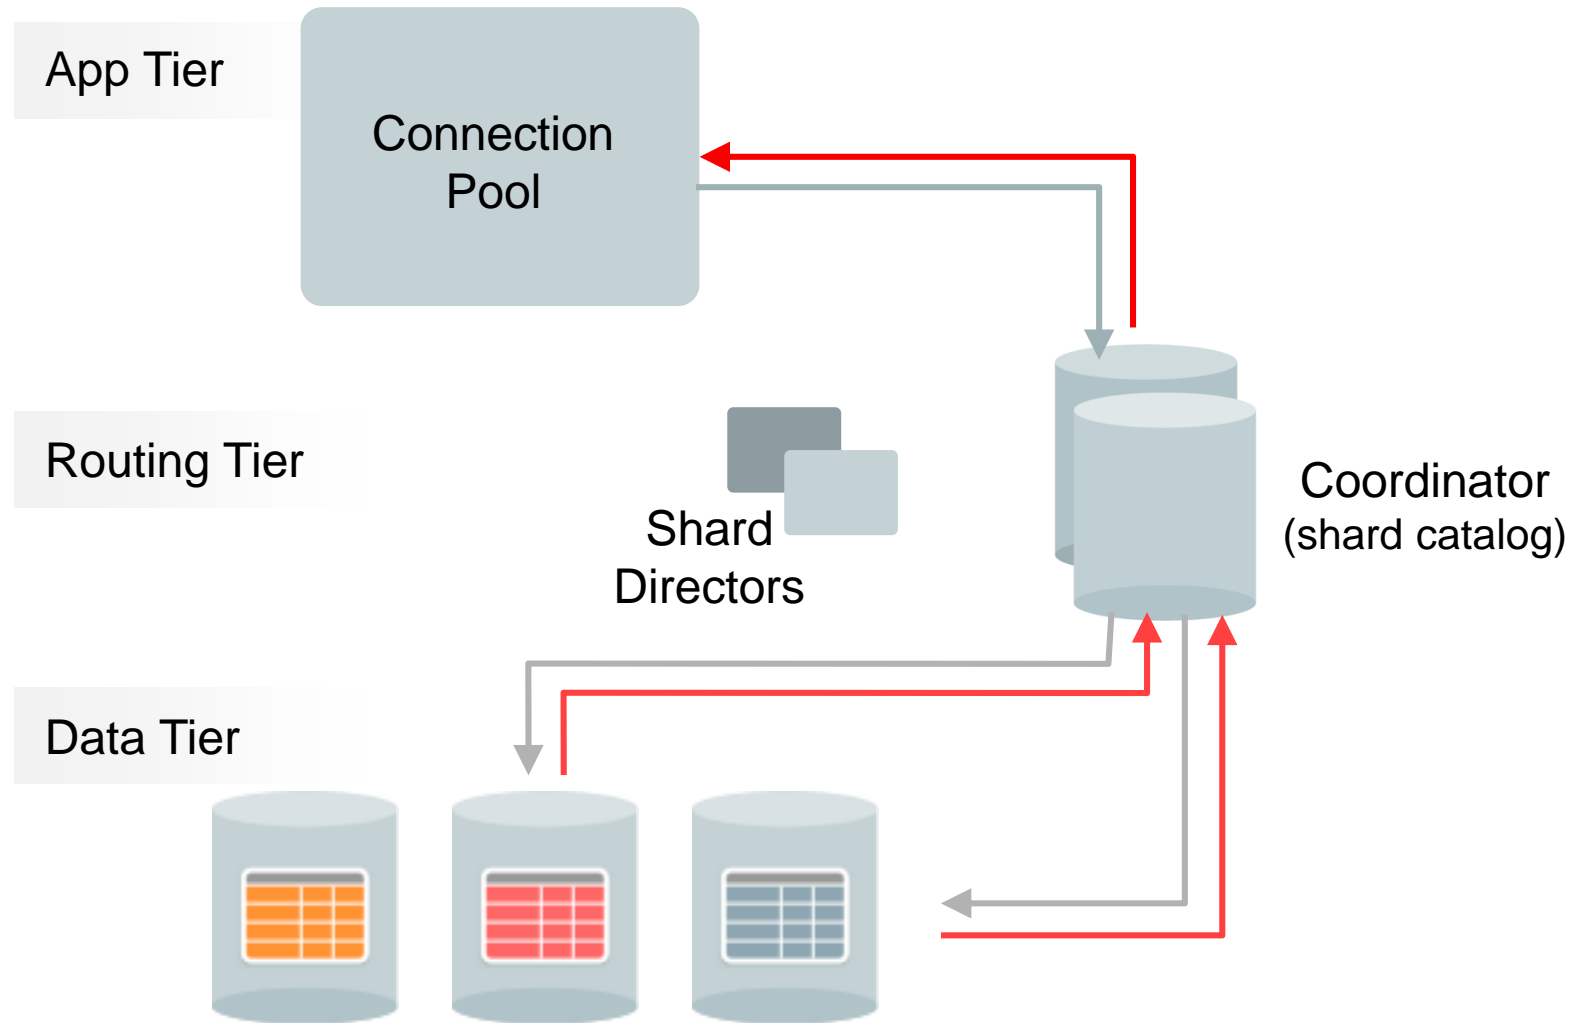 App Tier
Connection
Pool
Routing Tier
Shard
Directors
Coordinator
(shard catalog)
Data Tier